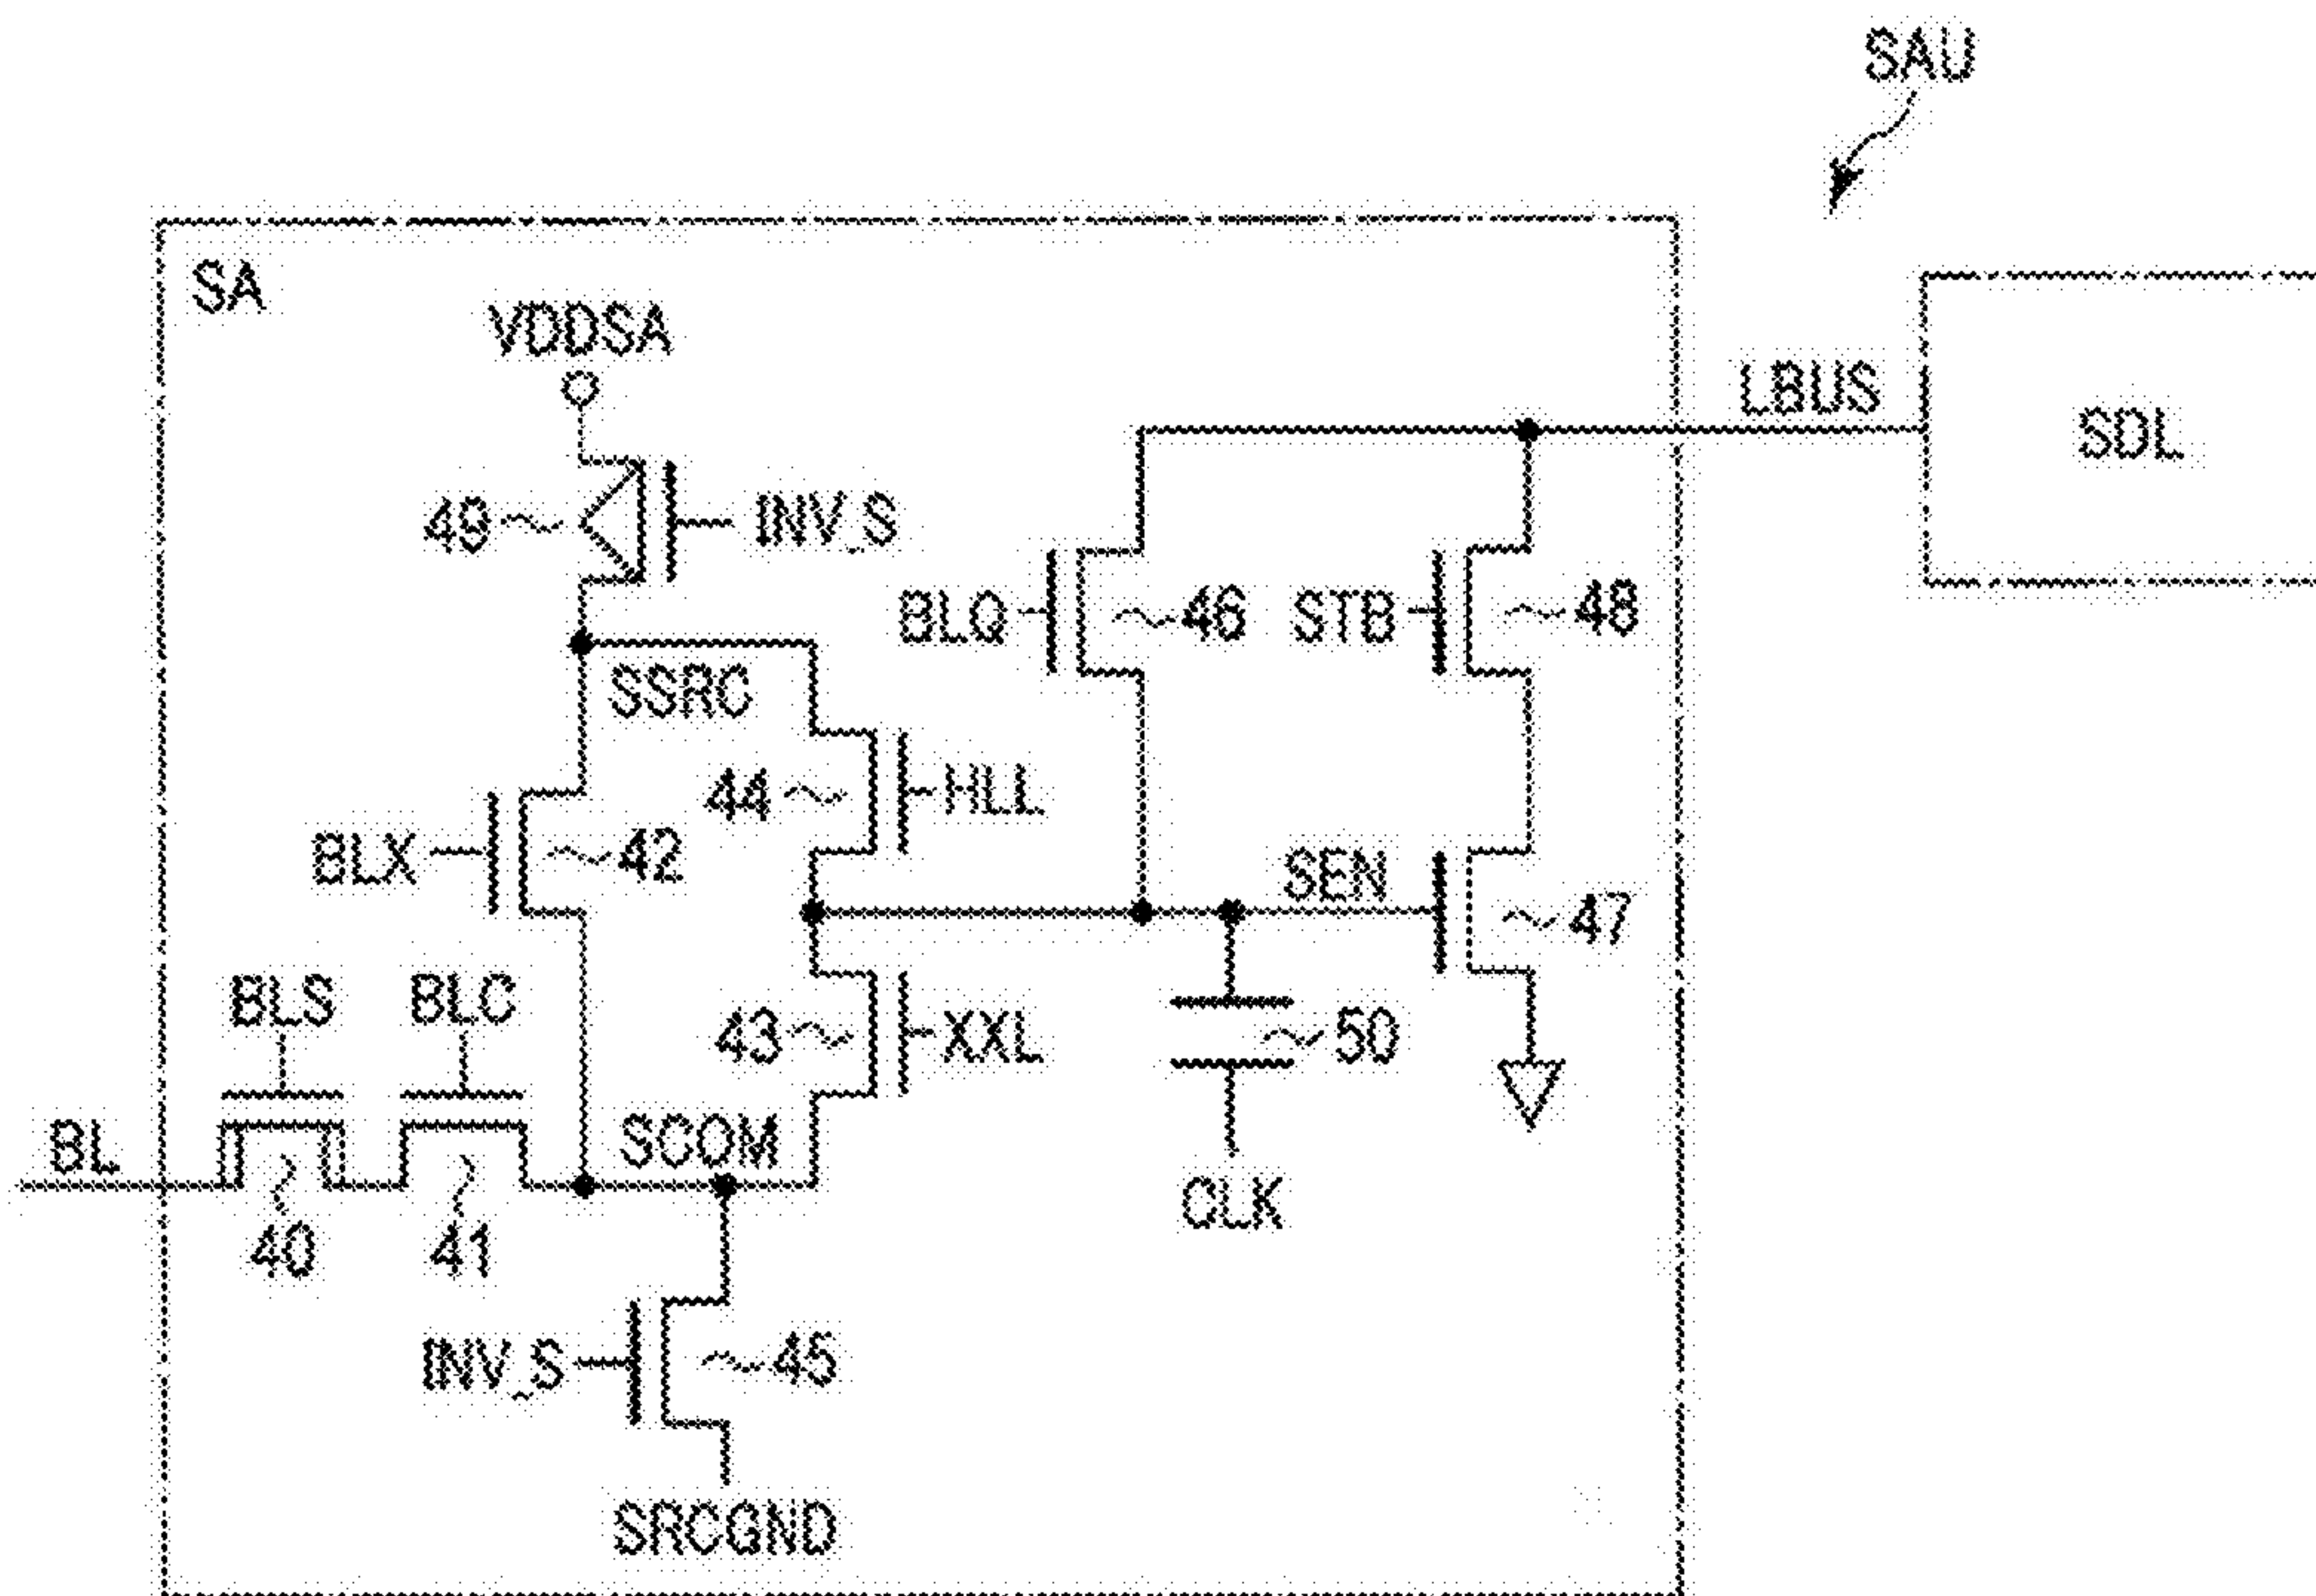 SAU
SA
VDDSA
LBUS
SDL
49
INV_S
BLQ
46
STB
48
SSRC
44
HLL
BLX
42
SEN
47
BLS
BLC
43
XXL
50
BL
SCOM
CLK
40
41
INV_S
45
SRCGND